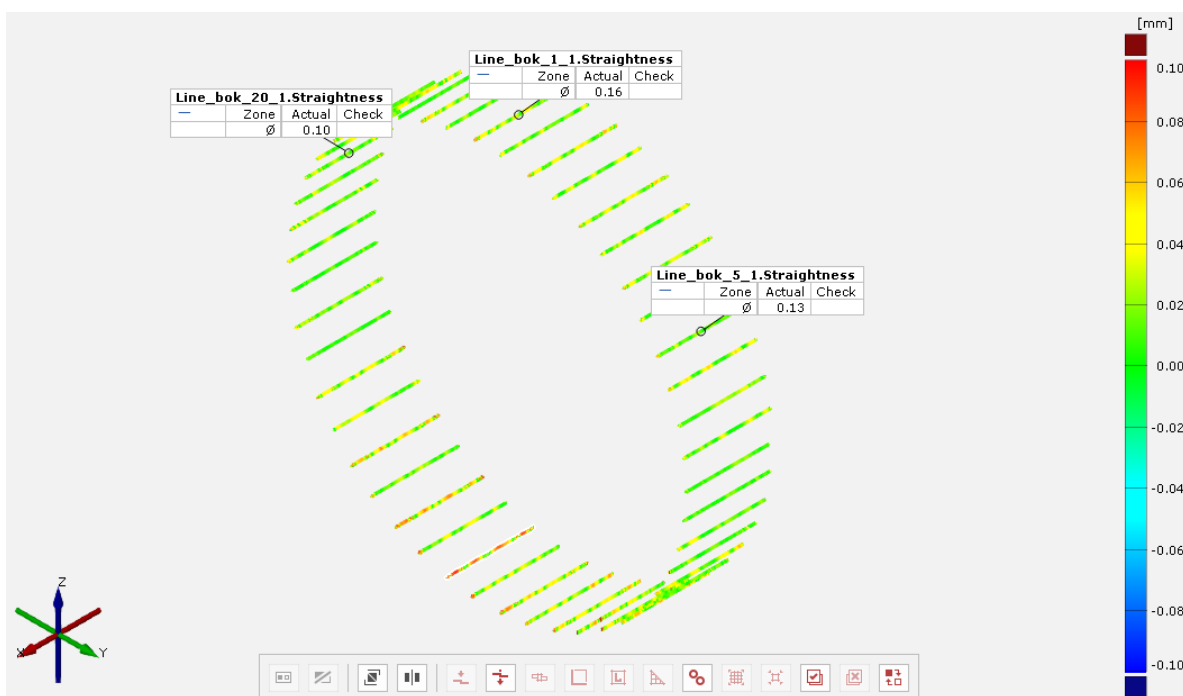 [mm]
Line_bok_1_1.Straightness
— Zone Actual Check
Ø 0.16
Line_bok_20_1.Straightness
— Zone Actual Check
Ø 0.10
Line_bok_5_1.Straightness
— Zone Actual Check
Ø 0.13
0.10
0.08
0.06
0.04
0.02
0.00
-0.02
-0.04
-0.06
-0.08
-0.10
Z
X
Y
L